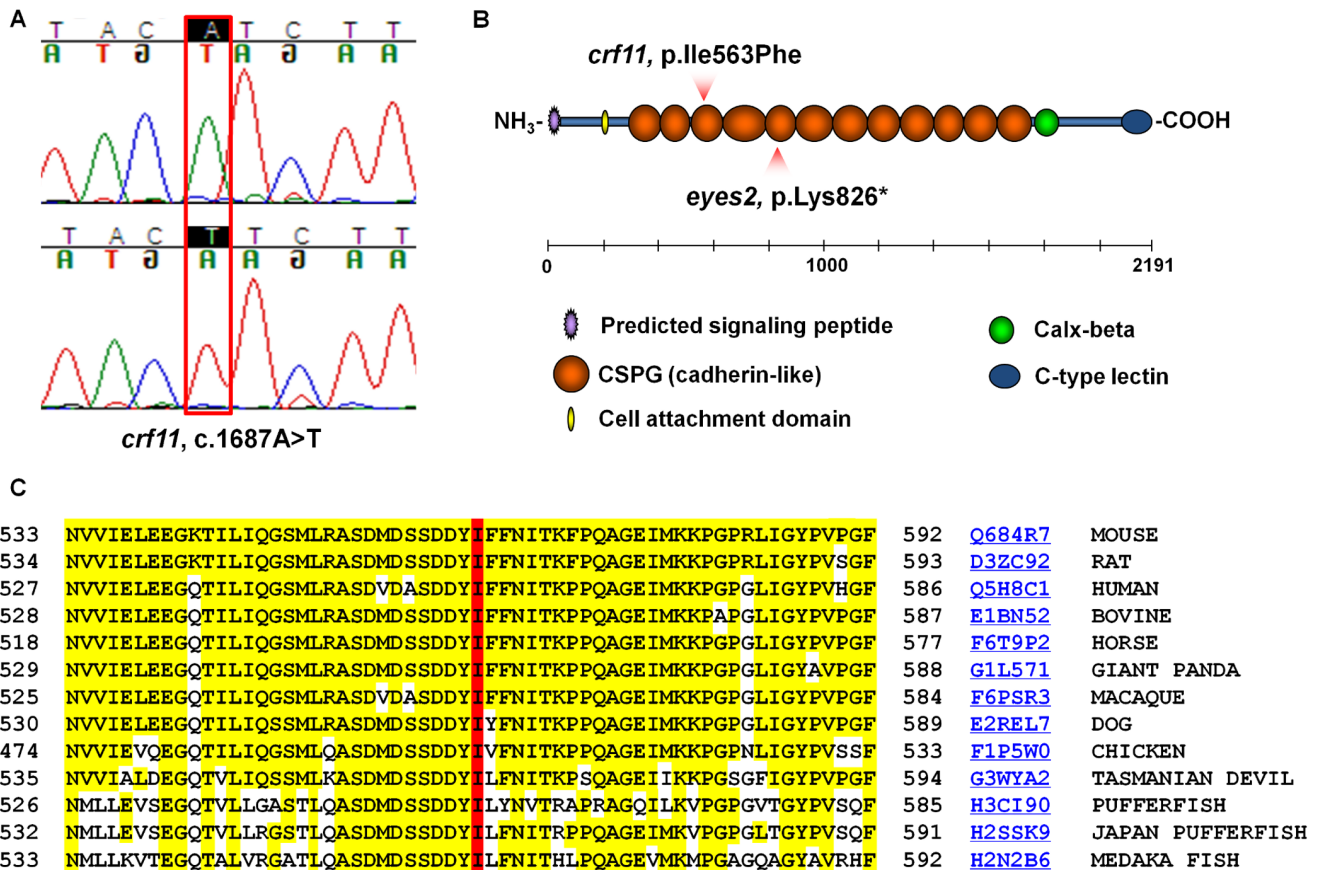 A
T A C A T C T T
A T G T A G A A
T A C T T C T T
A T G A A G A A
crf11, c.1687A>T
B
crf11, p.Ile563Phe
NH3- -COOH
eyes2, p.Lys826*
0 1000 2191
Predicted signaling peptide
Calx-beta
CSPG (cadherin-like)
C-type lectin
Cell attachment domain
C
533 NVVIELEEGKTILIQGSMLRASDMDSSDDYIFFNITKFPQAGEIMKKPGPRLIGYPVPGF 592 Q684R7 MOUSE
534 NVVIELEEGKTILIQGSMLRASDMDSSDDYIFFNITKFPQAGEIMKKPGPRLIGYPVSGF 593 D3ZC92 RAT
527 NVVIELEEGQTILIQGSMLRASDVDASDDYIFFNITKPPQAGEIMKKPGPGLIGYPVHGF 586 Q5H8C1 HUMAN
528 NVVIELEEGQTILIQGSMLRASDMDSSDDYIFFNITKPPQAGEIMKKPAPGLIGYPVPGF 587 E1BN52 BOVINE
518 NVVIELEEGQTILIQGSMLRASDMDSSDDYIFFNITKPPQAGEIMKKPGPGLIGYPVPGF 577 F6T9P2 HORSE
529 NVVIELEEGQTILIQGSMLRASDMDSSDDYIFFNITKPPQAGEIMKKPGPGLIGYAVPGF 588 G1L571 GIANT PANDA
525 NVVIELEEGQTILIQGSMLRASDVDASDDYIFFNITKPPQAGEIMKKPGPGLIGYPVPGF 584 F6PSR3 MACAQUE
530 NVVIELEEGQTILIQSSMLRASDMDSSDDYIYFNITKPPQAGEIMKKPGPGLIGYPVPGF 589 E2REL7 DOG
474 NVVIEVQEGQTILIQGSMLQASDMDSSDDYIVFNITKPPQAGEIMKKPGPNLIGYPVSSF 533 F1P5W0 CHICKEN
535 NVVIALDEGQTVLIQSSMLKASDMDSSDDYILFNITKPSQAGEIIKKPGSGFIGYPVPGF 594 G3WYA2 TASMANIAN DEVIL
526 NMLLEVSEGQTVLLGASTLQASDMDSSDDYILYNVTRAPRAGQILKVPGPGVTGYPVSQF 585 H3CI90 PUFFERFISH
532 NMLLEVSEGQTVLLRGSTLQASDMDSSDDYILFNITRPPQAGEIMKVPGPGLTGYPVSQF 591 H2SSK9 JAPAN PUFFERFISH
533 NMLLKVTEGQTALVRGATLQASDMDSSDDYILFNITHLPQAGEVMKMPGAGQAGYAVRHF 592 H2N2B6 MEDAKA FISH